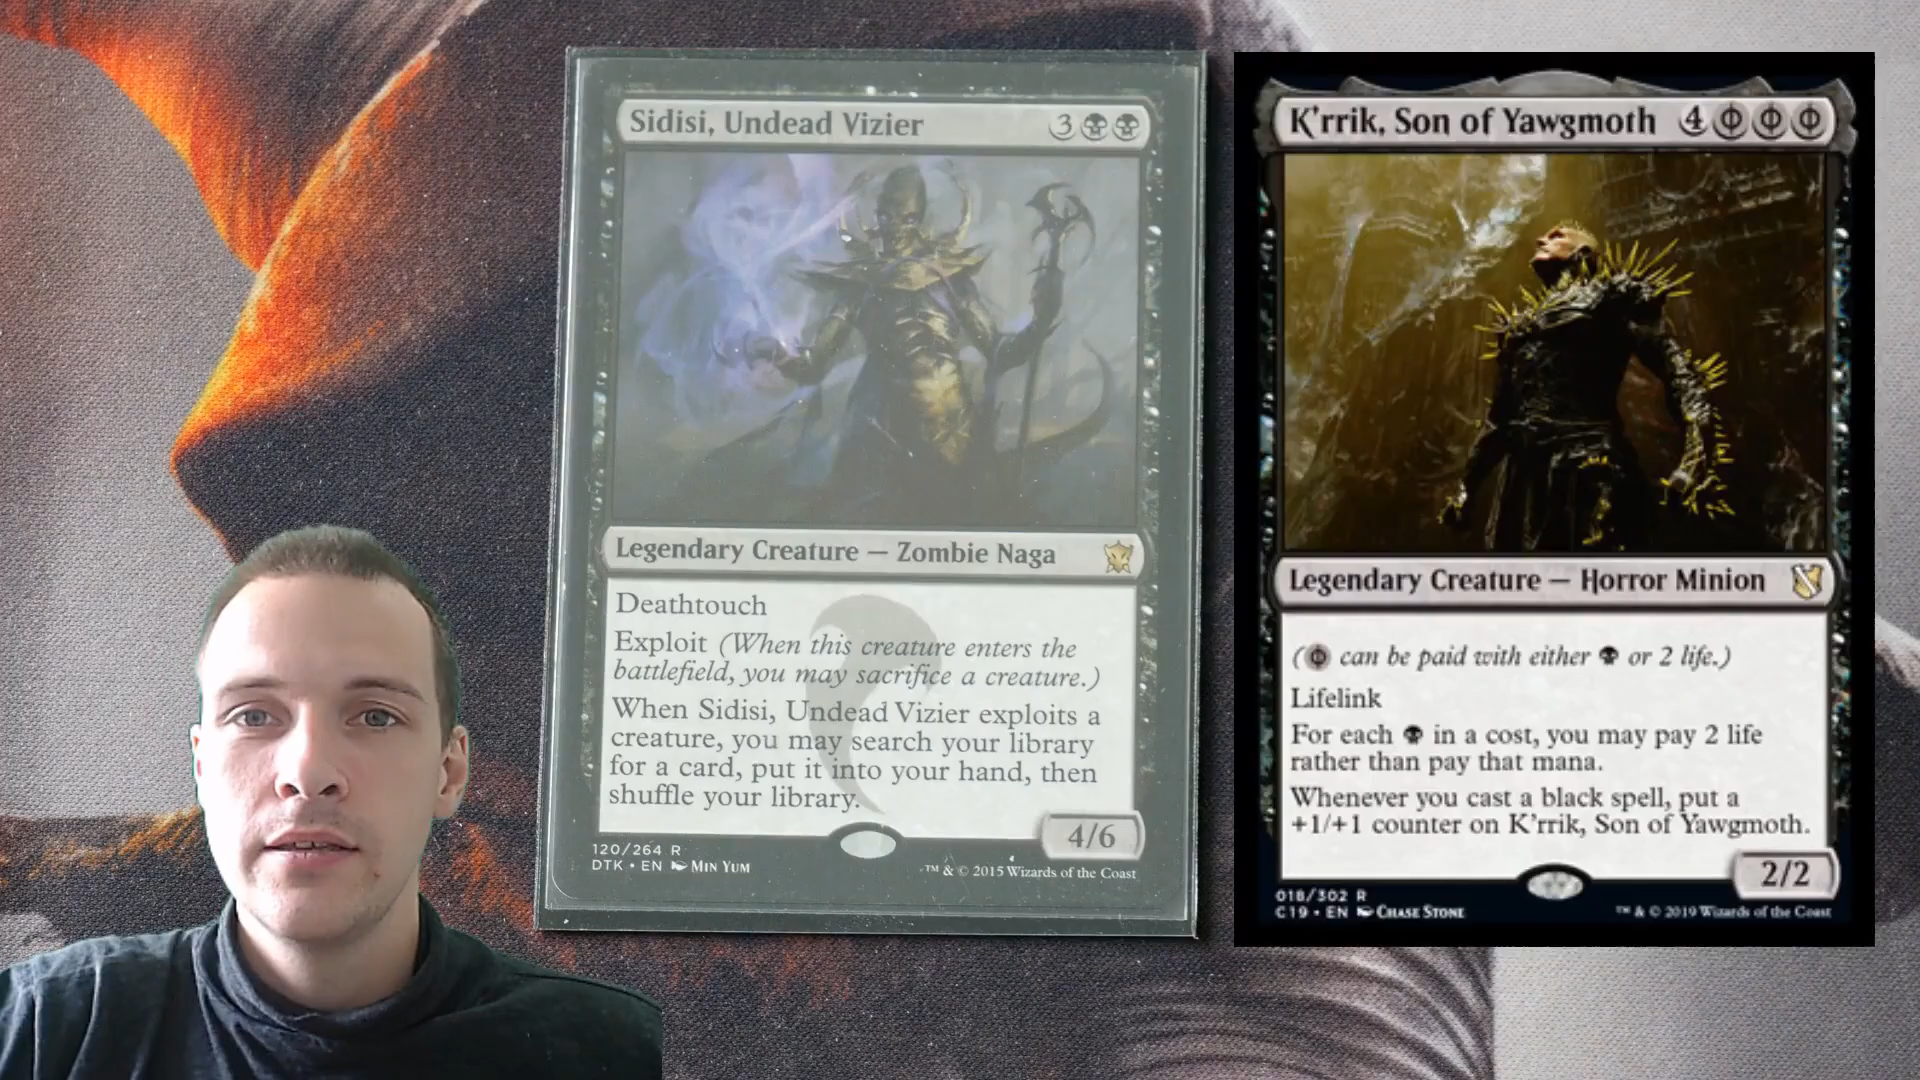 Sidisi, Undead Vizier 3
Legendary Creature — Zombie Naga
Deathtouch
Exploit (When this creature enters the
battlefield, you may sacrifice a creature.)
When Sidisi, Undead Vizier exploits a
creature, you may search your library
for a card, put it into your hand, then
shuffle your library.
4/6
120/264 R
DTK • EN Min Yum
™ & © 2015 Wizards of the Coast
K'rrik, Son of Yawgmoth 4
Legendary Creature — Horror Minion
( can be paid with either or 2 life.)
Lifelink
For each in a cost, you may pay 2 life
rather than pay that mana.
Whenever you cast a black spell, put a
+1/+1 counter on K'rrik, Son of Yawgmoth.
2/2
018/302 R
C19 • EN Chase Stone
™ & © 2019 Wizards of the Coast